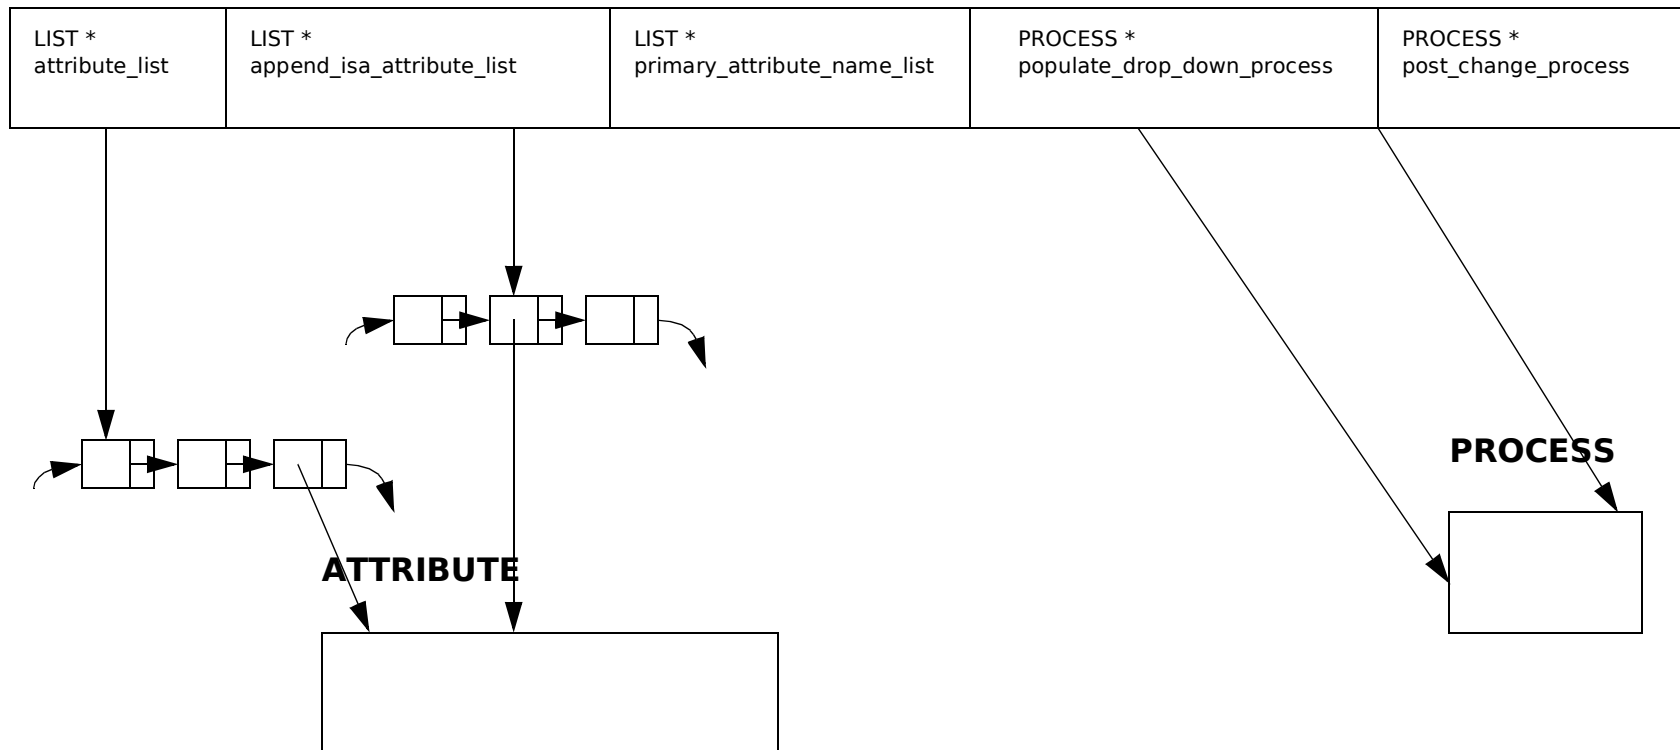 LIST *
attribute_list
LIST *
append_isa_attribute_list
LIST *
primary_attribute_name_list
PROCESS *
populate_drop_down_process
PROCESS *
post_change_process
PROCESS
ATTRIBUTE